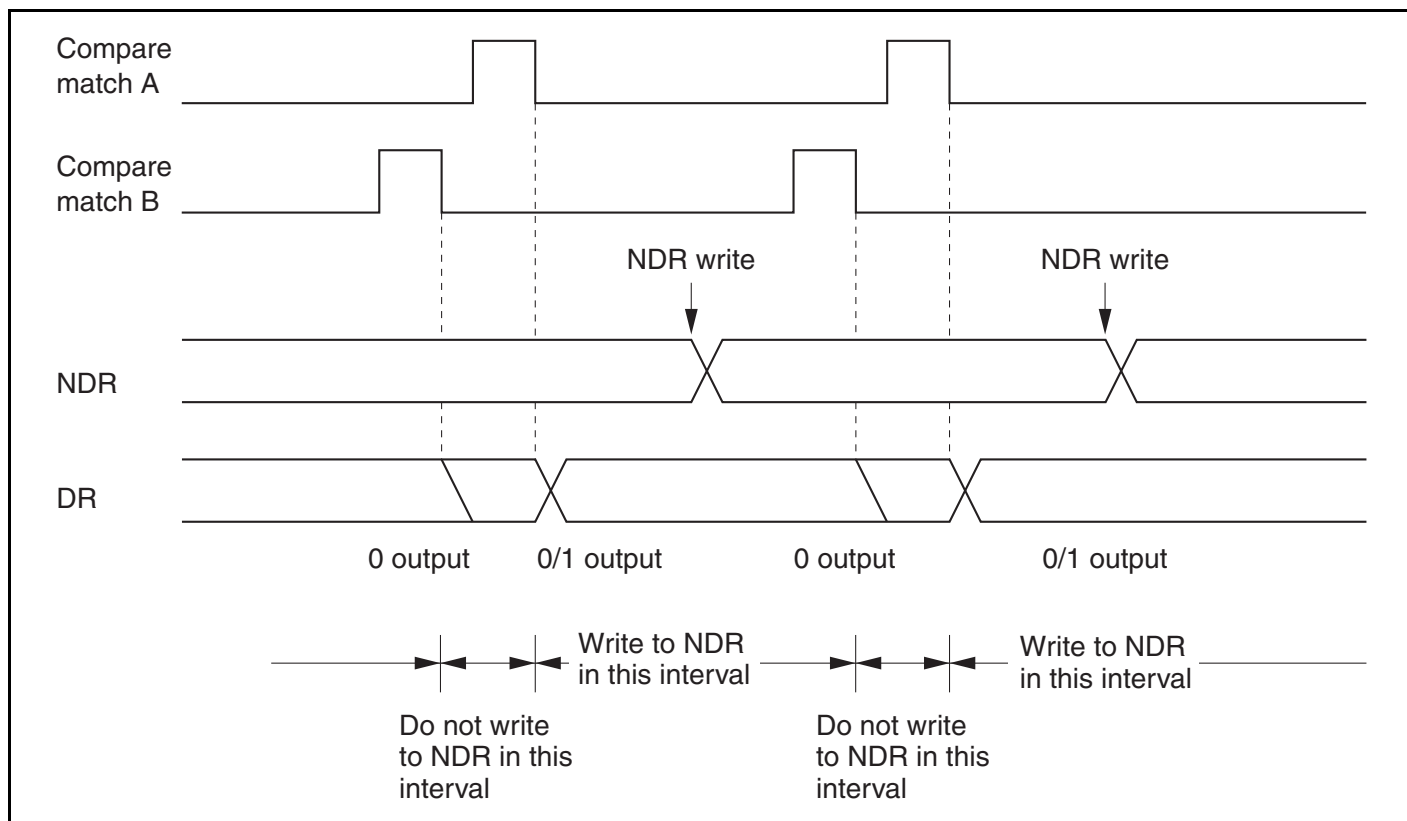 Compare
match A
Compare
match B
NDR write
NDR write
NDR
DR
0 output
0/1 output
0 output
0/1 output
Write to NDR
in this interval
Write to NDR
in this interval
Do not write
to NDR in this
interval
Do not write
to NDR in this
interval